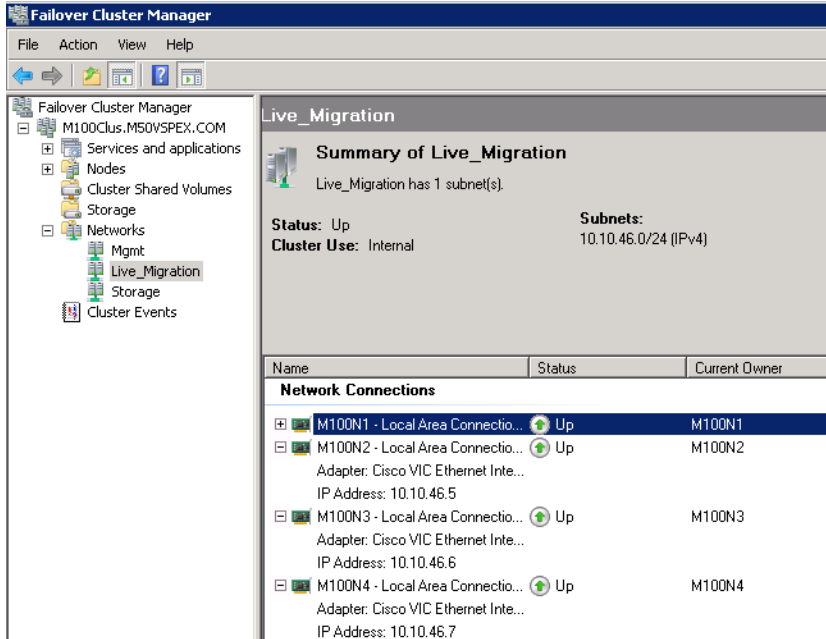 Failover Cluster Manager
File Action View Help
Failover Cluster Manager
M100Clus.M50VSPEX.COM
Services and applications
Nodes
Cluster Shared Volumes
Storage
Networks
Mgmt
Live_Migration
Storage
Cluster Events
Live_Migration
Summary of Live_Migration
Live_Migration has 1 subnet(s).
Status: Up
Cluster Use: Internal
Subnets:
10.10.46.0/24 (IPv4)
Name Status Current Owner
Network Connections
M100N1 - Local Area Connectio... Up M100N1
M100N2 - Local Area Connectio... Up M100N2
Adapter: Cisco VIC Ethernet Inte...
IP Address: 10.10.46.5
M100N3 - Local Area Connectio... Up M100N3
Adapter: Cisco VIC Ethernet Inte...
IP Address: 10.10.46.6
M100N4 - Local Area Connectio... Up M100N4
Adapter: Cisco VIC Ethernet Inte...
IP Address: 10.10.46.7